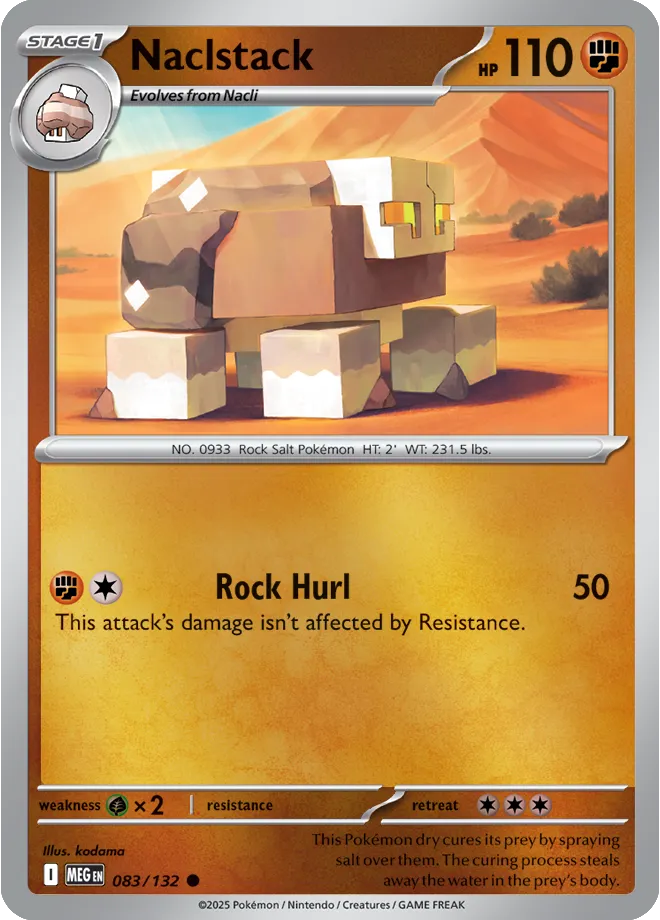 STAGE 1
Naclstack
HP 110
Evolves from Nacli
NO. 0933 Rock Salt Pokémon HT: 2' WT: 231.5 lbs.
Rock Hurl 50
This attack's damage isn't affected by Resistance.
weakness ×2 resistance retreat
Illus. kodama
I MEG EN 083/132
This Pokémon dry cures its prey by spraying
salt over them. The curing process steals
away the water in the prey's body.
©2025 Pokémon / Nintendo / Creatures / GAME FREAK